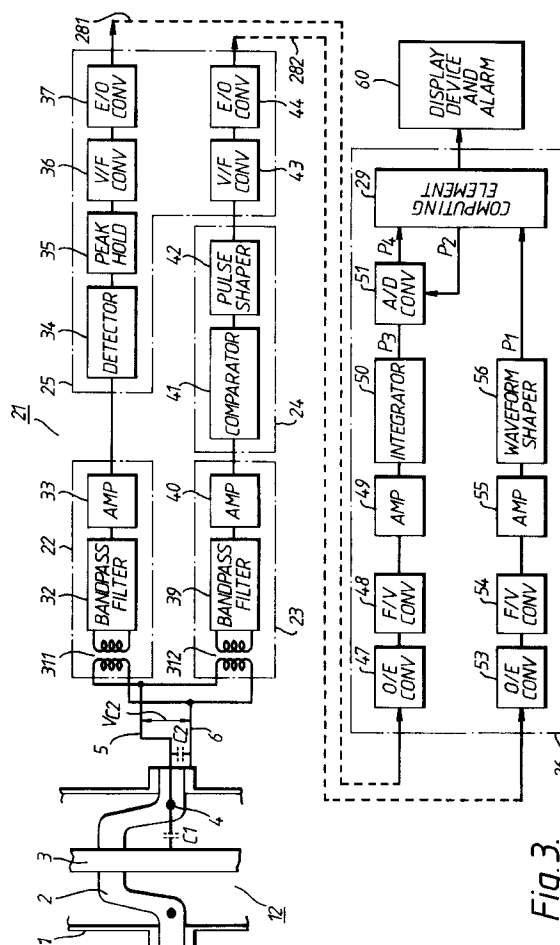 281
282
21
25
34
DETECTOR
35
PEAK HOLD
36
V/F CONV
37
E/O CONV
22
32
BANDPASS FILTER
33
AMP
311
24
41
COMPARATOR
42
PULSE SHAPER
43
V/F CONV
44
E/O CONV
23
39
BANDPASS FILTER
40
AMP
312
VC2
5
6
C2
C1
4
3
2
1
12
47
O/E CONV
48
F/V CONV
49
AMP
50
INTEGRATOR
P3
51
A/D CONV
P4
P2
29
COMPUTING ELEMENT
60
DISPLAY DEVICE AND ALARM
53
O/E CONV
54
F/V CONV
55
AMP
56
WAVEFORM SHAPER
P1
26
Fig.3.